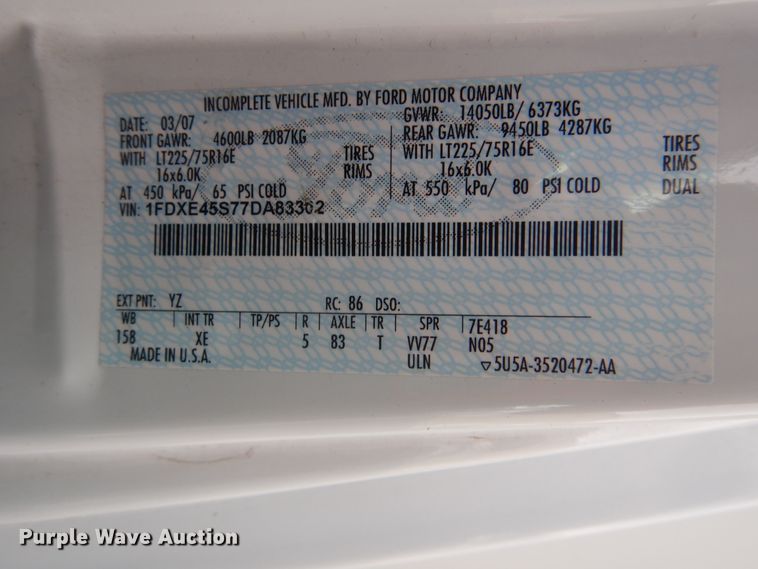 INCOMPLETE VEHICLE MFD. BY FORD MOTOR COMPANY
DATE: 03/07 GVWR: 14050LB/ 6373KG
FRONT GAWR: 4600LB 2087KG REAR GAWR: 9450LB 4287KG
WITH LT225/75R16E TIRES WITH LT225/75R16E TIRES
16x6.0K RIMS 16x6.0K RIMS
AT 450 kPa/ 65 PSI COLD AT 550 kPa/ 80 PSI COLD DUAL
VIN: 1FDXE45S77DA83302
EXT PNT: YZ RC: 86 DSO:
WB INT TR TP/PS R AXLE TR SPR 7E418
158 XE 5 83 T VV77 N05
MADE IN U.S.A. ULN ▽5U5A-3520472-AA
Purple Wave Auction